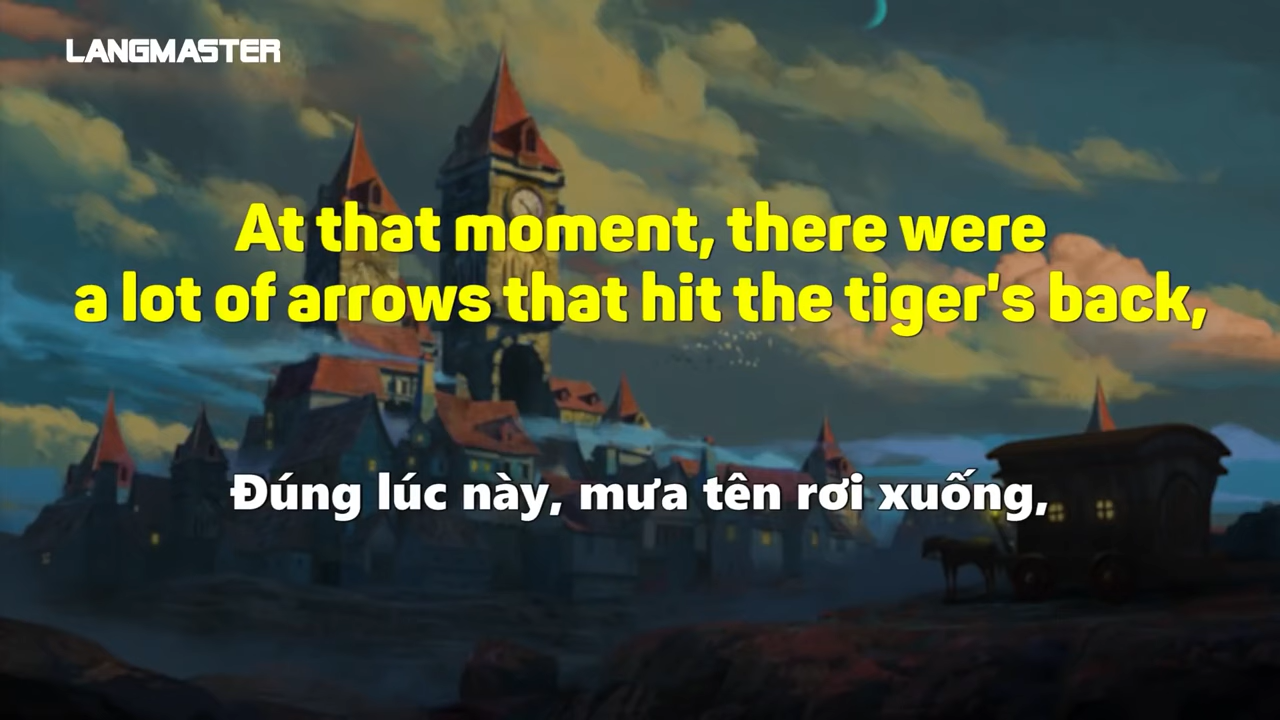 LANGMASTER
At that moment, there were
a lot of arrows that hit the tiger's back,
Đúng lúc này, mưa tên rơi xuống,